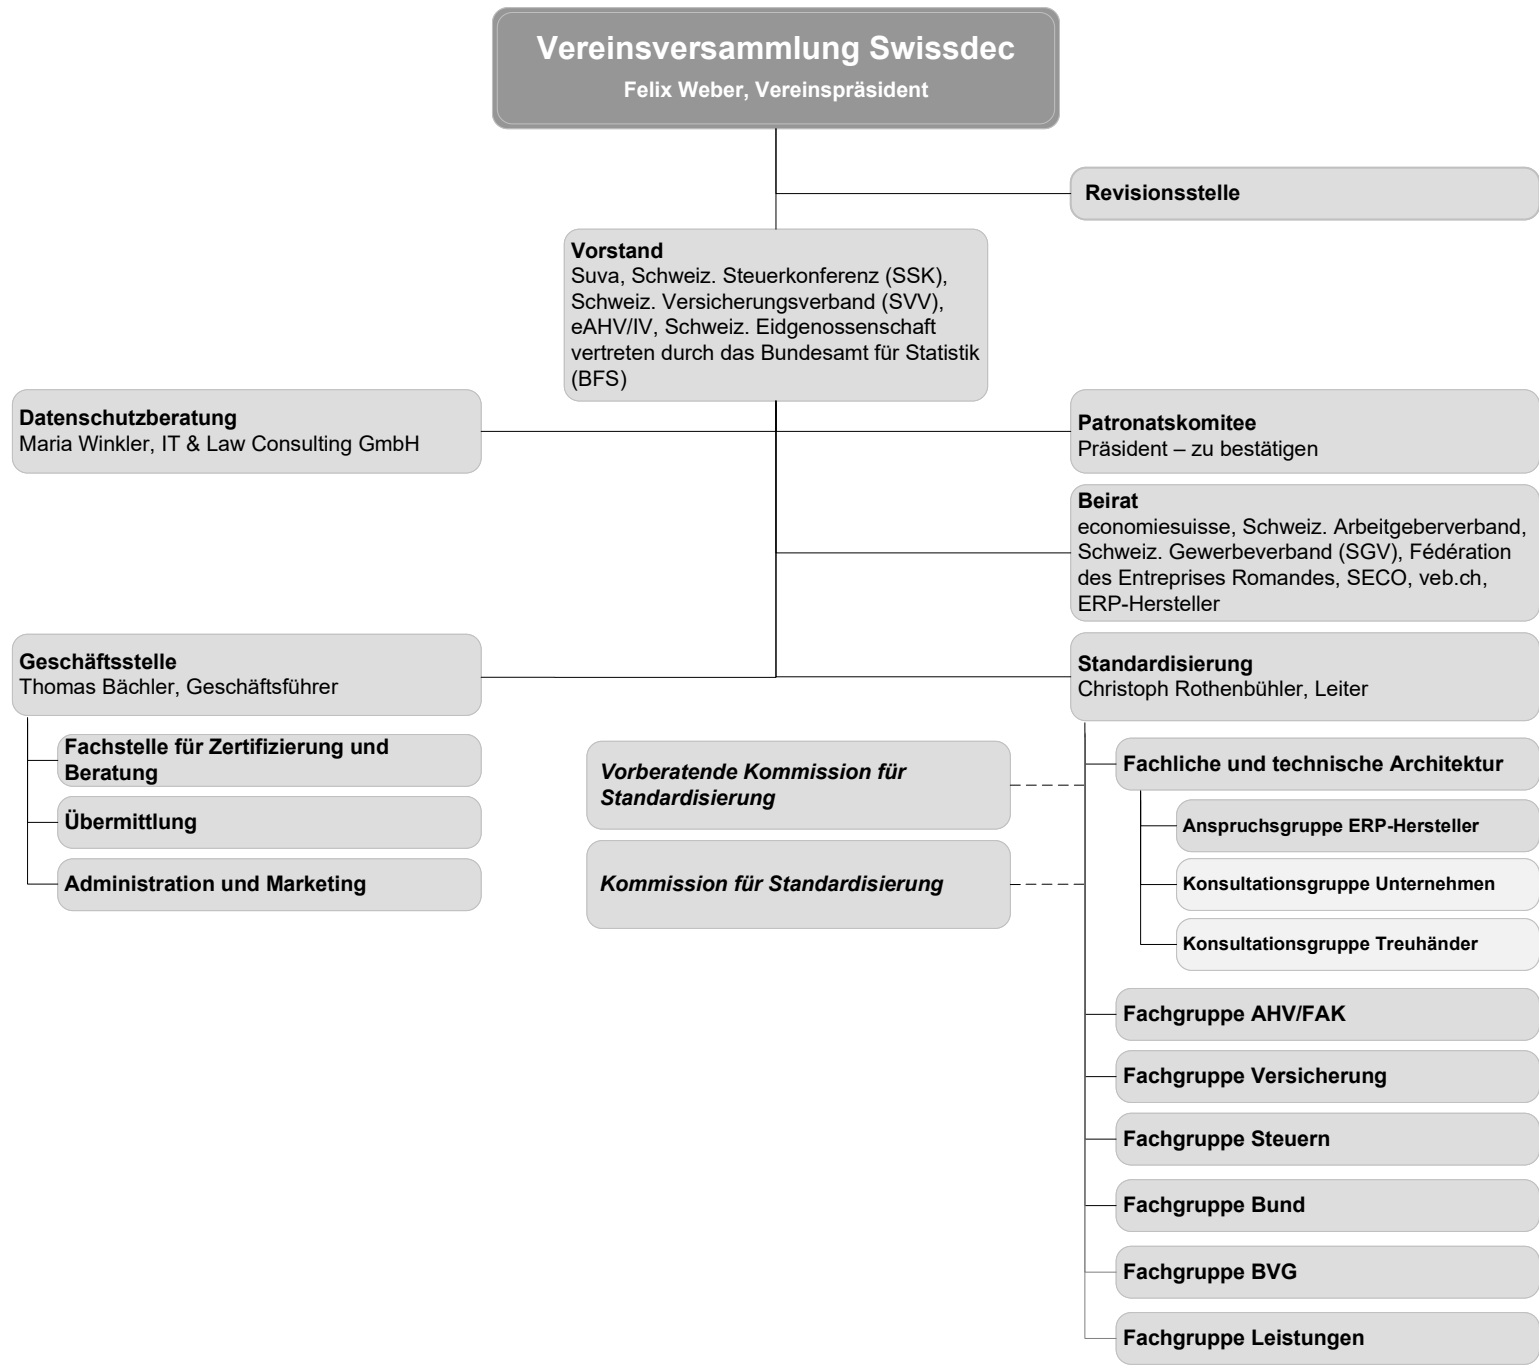 Vereinsversammlung Swissdec
Felix Weber, Vereinspräsident
Revisionsstelle
Vorstand
Suva, Schweiz. Steuerkonferenz (SSK),
Schweiz. Versicherungsverband (SVV),
eAHV/IV, Schweiz. Eidgenossenschaft
vertreten durch das Bundesamt für Statistik
(BFS)
Datenschutzberatung
Maria Winkler, IT & Law Consulting GmbH
Patronatskomitee
Präsident – zu bestätigen
Beirat
economiesuisse, Schweiz. Arbeitgeberverband,
Schweiz. Gewerbeverband (SGV), Fédération
des Entreprises Romandes, SECO, veb.ch,
ERP-Hersteller
Geschäftsstelle
Thomas Bächler, Geschäftsführer
Fachstelle für Zertifizierung und
Beratung
Übermittlung
Administration und Marketing
Standardisierung
Christoph Rothenbühler, Leiter
Vorberatende Kommission für
Standardisierung
Kommission für Standardisierung
Fachliche und technische Architektur
Anspruchsgruppe ERP-Hersteller
Konsultationsgruppe Unternehmen
Konsultationsgruppe Treuhänder
Fachgruppe AHV/FAK
Fachgruppe Versicherung
Fachgruppe Steuern
Fachgruppe Bund
Fachgruppe BVG
Fachgruppe Leistungen